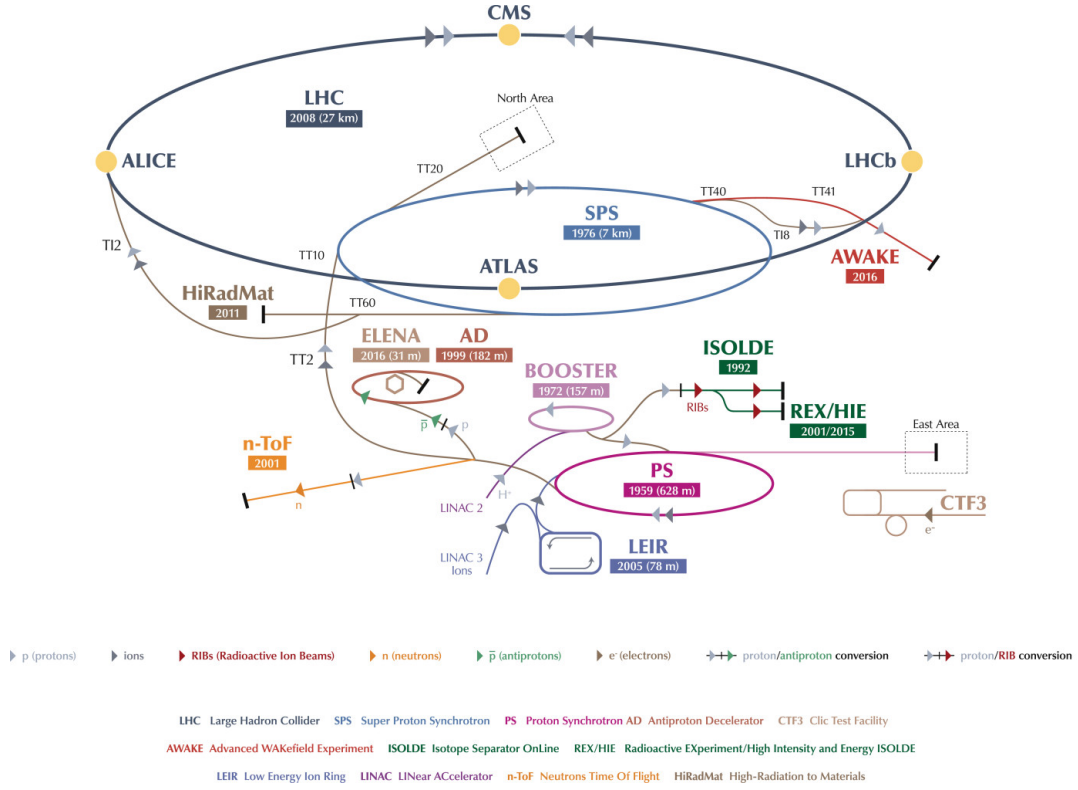 CMS
LHC
2008 (27 km)
North Area
ALICE
LHCb
TT20
TT40
TT41
SPS
1976 (7 km)
TI8
TI2
TT10
ATLAS
AWAKE
2016
HiRadMat
2011
TT60
ELENA
2016 (31 m)
AD
1999 (182 m)
TT2
BOOSTER
1972 (157 m)
ISOLDE
1992
RIBs
REX/HIE
2001/2015
p̅
p
East Area
n-ToF
2001
n
PS
1959 (628 m)
H⁺
LINAC 2
CTF3
e⁻
LINAC 3
Ions
LEIR
2005 (78 m)
p (protons) ions RIBs (Radioactive Ion Beams) n (neutrons) p̅ (antiprotons) e⁻ (electrons) proton/antiproton conversion proton/RIB conversion
LHC Large Hadron Collider SPS Super Proton Synchrotron PS Proton Synchrotron AD Antiproton Decelerator CTF3 Clic Test Facility
AWAKE Advanced WAKefield Experiment ISOLDE Isotope Separator OnLine REX/HIE Radioactive EXperiment/High Intensity and Energy ISOLDE
LEIR Low Energy Ion Ring LINAC LINear ACcelerator n-ToF Neutrons Time Of Flight HiRadMat High-Radiation to Materials